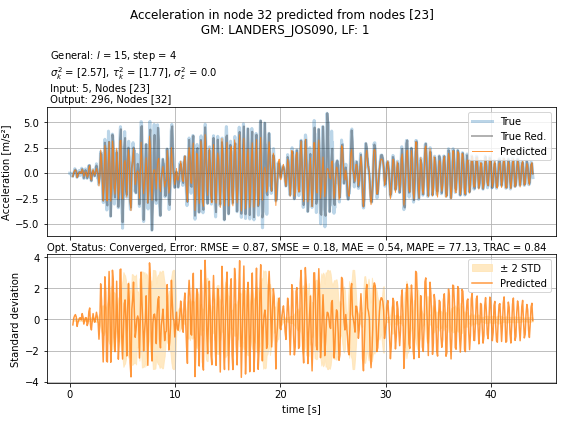 Acceleration in node 32 predicted from nodes [23]
GM: LANDERS_JOS090, LF: 1
General: l = 15, step = 4
σ²ₖ = [2.57], τ²ₖ = [1.77], σ²ε = 0.0
Input: 5, Nodes [23]
Output: 296, Nodes [32]
Acceleration [m/s²]
5.0
2.5
0.0
−2.5
−5.0
True
True Red.
Predicted
Opt. Status: Converged, Error: RMSE = 0.87, SMSE = 0.18, MAE = 0.54, MAPE = 77.13, TRAC = 0.84
Standard deviation
4
2
0
−2
−4
± 2 STD
Predicted
0
10
20
30
40
time [s]